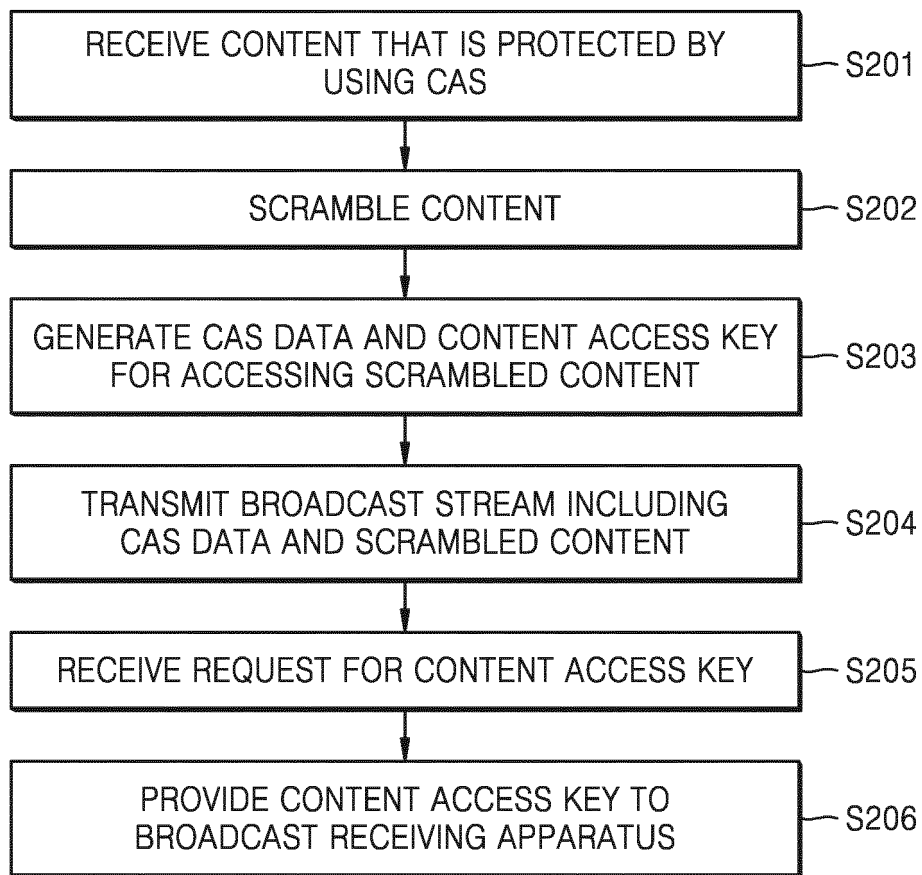 RECEIVE CONTENT THAT IS PROTECTED BY
USING CAS
S201
SCRAMBLE CONTENT
S202
GENERATE CAS DATA AND CONTENT ACCESS KEY
FOR ACCESSING SCRAMBLED CONTENT
S203
TRANSMIT BROADCAST STREAM INCLUDING
CAS DATA AND SCRAMBLED CONTENT
S204
RECEIVE REQUEST FOR CONTENT ACCESS KEY
S205
PROVIDE CONTENT ACCESS KEY TO
BROADCAST RECEIVING APPARATUS
S206